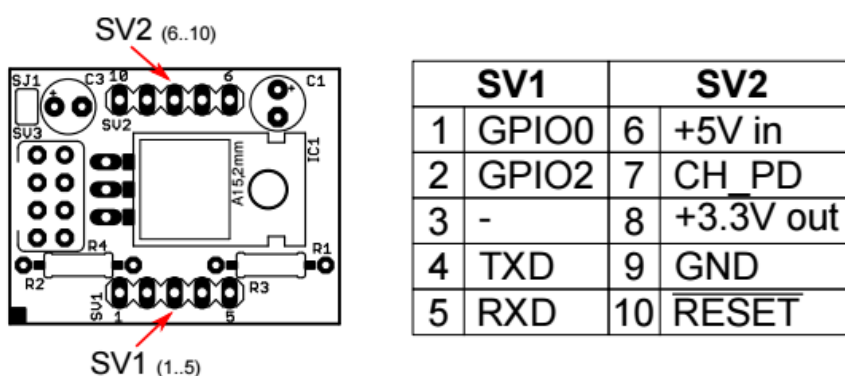 SV2 (6..10)
SJ1 C3 10 6 C1
SV2
SV3
IC1
A15,2mm
R4 R1
R2 R3
SV1
1 5
SV1 (1..5)
SV1 SV2
1 GPIO0 6 +5V in
2 GPIO2 7 CH_PD
3 - 8 +3.3V out
4 TXD 9 GND
5 RXD 10 RESET